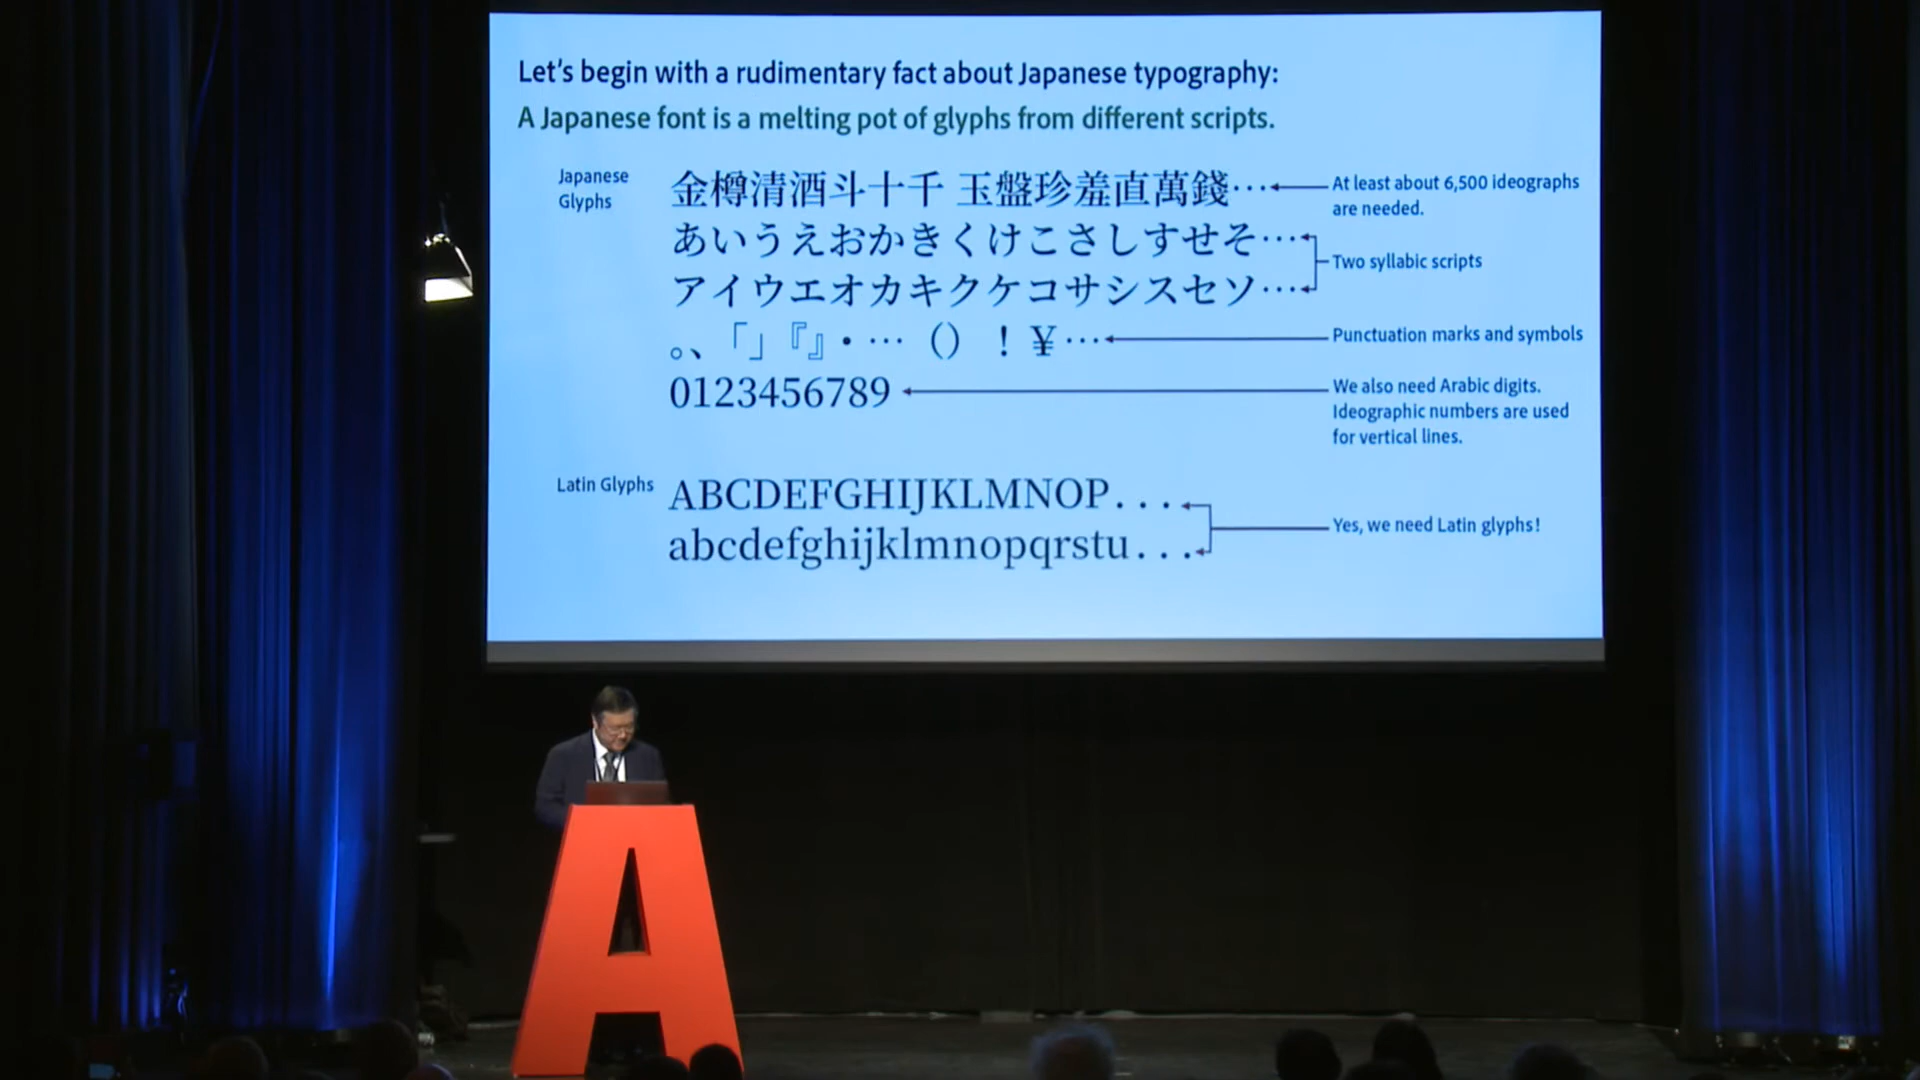 Let's begin with a rudimentary fact about Japanese typography:
A Japanese font is a melting pot of glyphs from different scripts.
Japanese
Glyphs
金樽清酒斗十千 玉盤珍羞直萬錢…
At least about 6,500 ideographs
are needed.
あいうえおかきくけこさしすせそ…
アイウエオカキクケコサシスセソ…
Two syllabic scripts
。、「」『』・…（）！¥…
Punctuation marks and symbols
0123456789
We also need Arabic digits.
Ideographic numbers are used
for vertical lines.
Latin Glyphs
ABCDEFGHIJKLMNOP...
abcdefghijklmnopqrstu...
Yes, we need Latin glyphs!
A